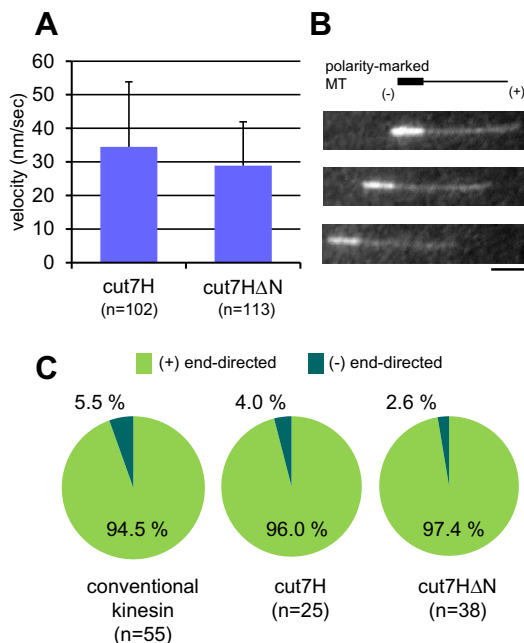 A
60
50
40
30
20
10
0
velocity (nm/sec)
cut7H
(n=102)
cut7HΔN
(n=113)
B
polarity-marked
MT
(-)
(+)
(+) end-directed
(-) end-directed
C
5.5 %
94.5 %
conventional
kinesin
(n=55)
4.0 %
96.0 %
cut7H
(n=25)
2.6 %
97.4 %
cut7HΔN
(n=38)